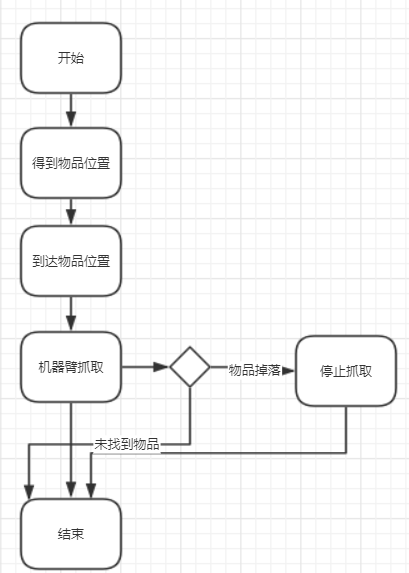 开始
得到物品位置
到达物品位置
机器臂抓取
物品掉落
停止抓取
未找到物品
结束